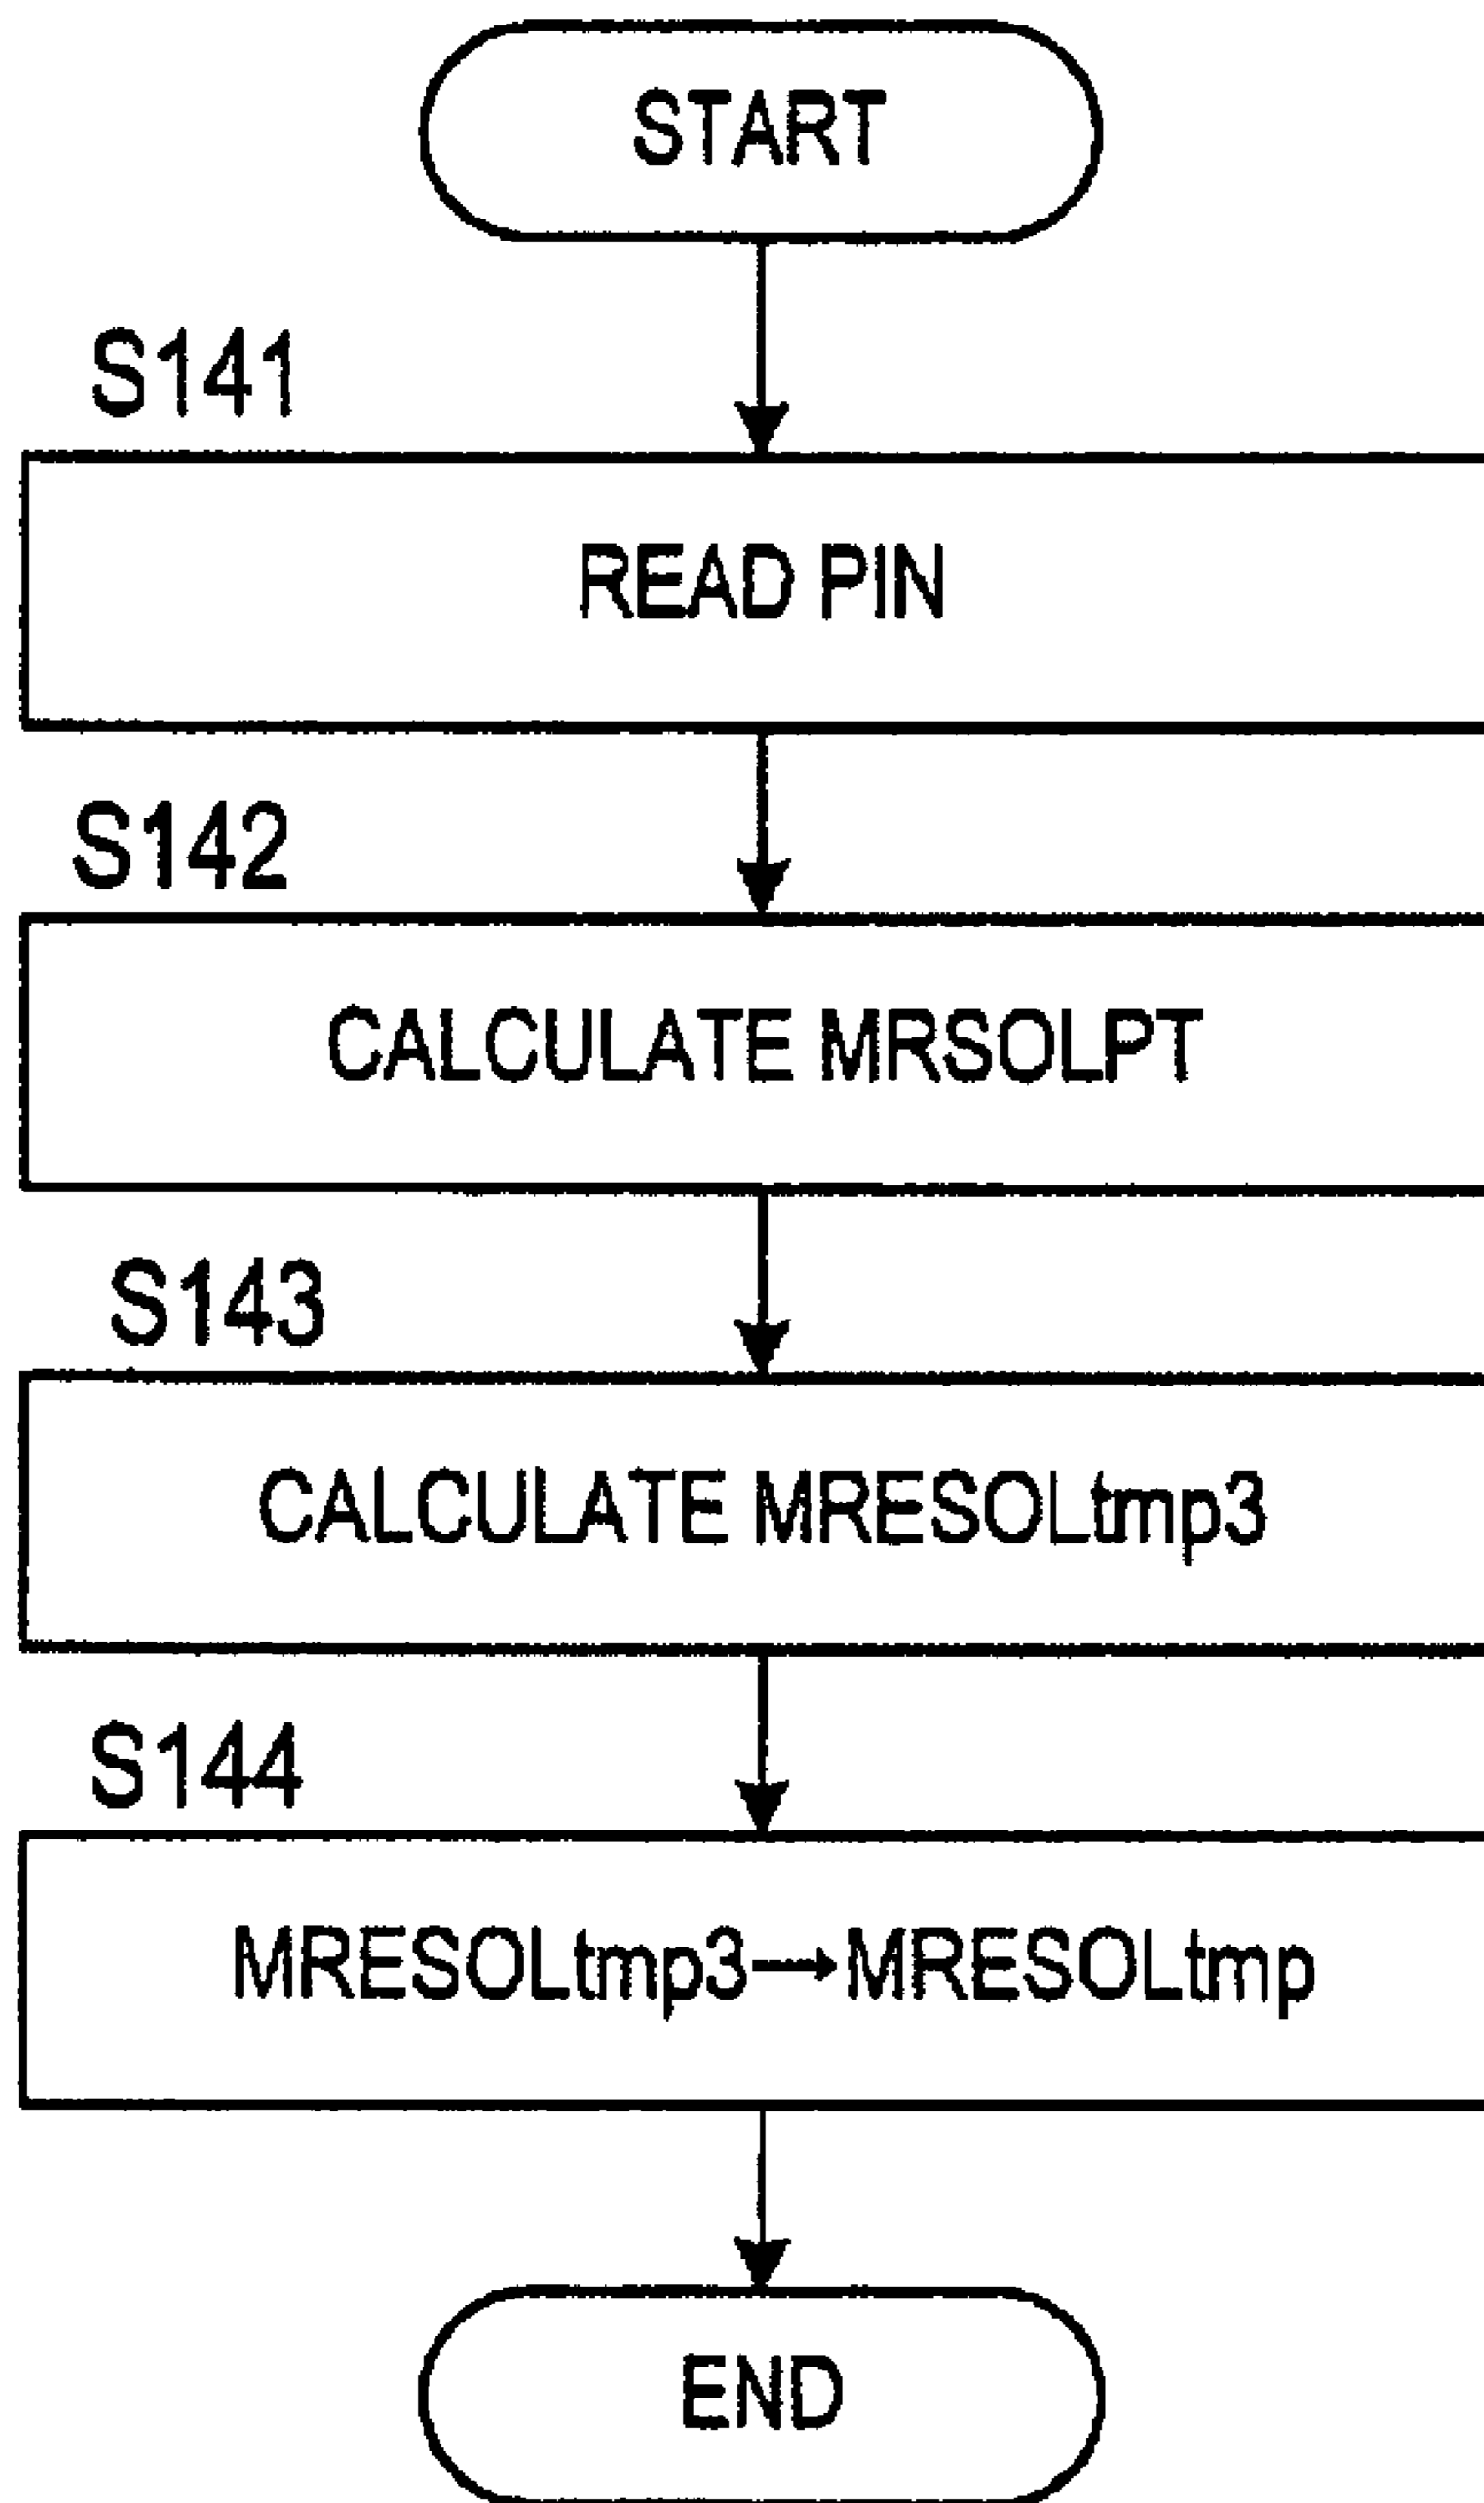 START
S141
READ PIN
S142
CALCULATE MRSOLPT
S143
CALCULATE MRESOLtmp3
S144
MRESOLtmp3→MRESOLtmp
END